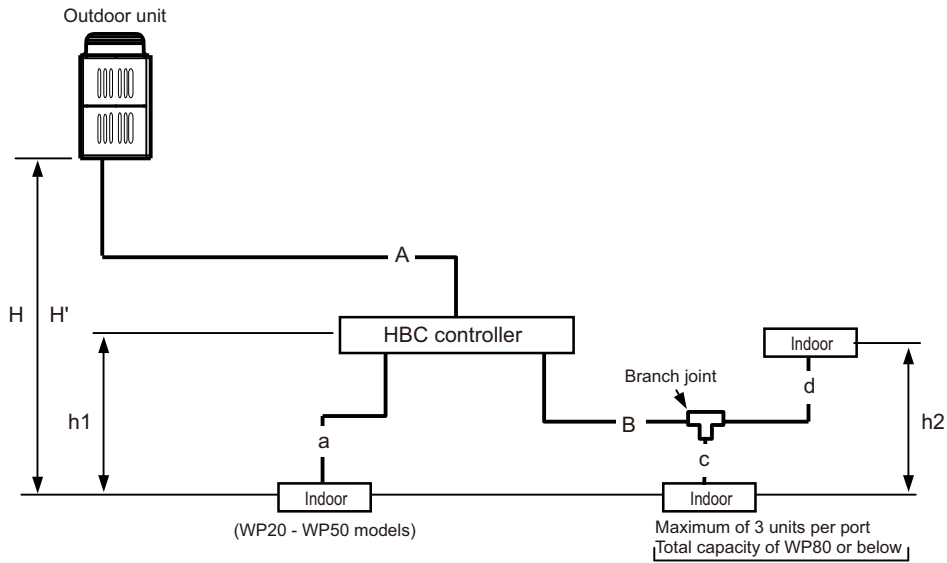 Outdoor unit
A
H H'
HBC controller
Indoor
Branch joint
d
h1
h2
B
a
c
Indoor
Indoor
(WP20 - WP50 models)
Maximum of 3 units per port
Total capacity of WP80 or below